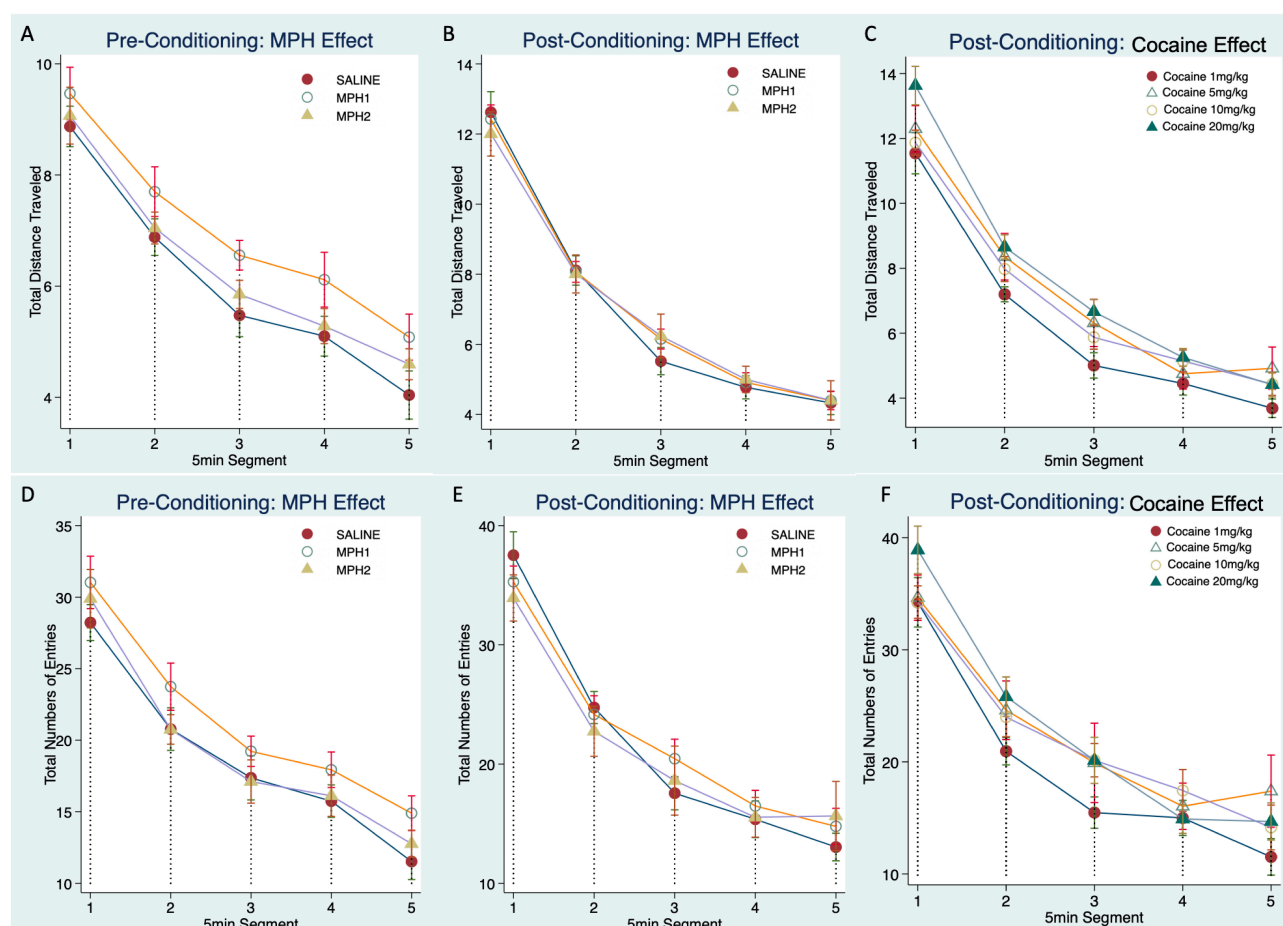 A
Pre-Conditioning: MPH Effect
Total Distance Traveled
10
8
6
4
SALINE
MPH1
MPH2
1 2 3 4 5
5min Segment
B
Post-Conditioning: MPH Effect
Total Distance Traveled
14
12
10
8
6
4
SALINE
MPH1
MPH2
1 2 3 4 5
5min Segment
C
Post-Conditioning: Cocaine Effect
Total Distance Traveled
14
12
10
8
6
4
Cocaine 1mg/kg
Cocaine 5mg/kg
Cocaine 10mg/kg
Cocaine 20mg/kg
1 2 3 4 5
5min Segment
D
Pre-Conditioning: MPH Effect
Total Numbers of Entries
35
30
25
20
15
10
SALINE
MPH1
MPH2
1 2 3 4 5
5min Segment
E
Post-Conditioning: MPH Effect
Total Numbers of Entries
40
30
20
10
SALINE
MPH1
MPH2
1 2 3 4 5
5min Segment
F
Post-Conditioning: Cocaine Effect
Total Numbers of Entries
40
30
20
10
Cocaine 1mg/kg
Cocaine 5mg/kg
Cocaine 10mg/kg
Cocaine 20mg/kg
1 2 3 4 5
5min Segment